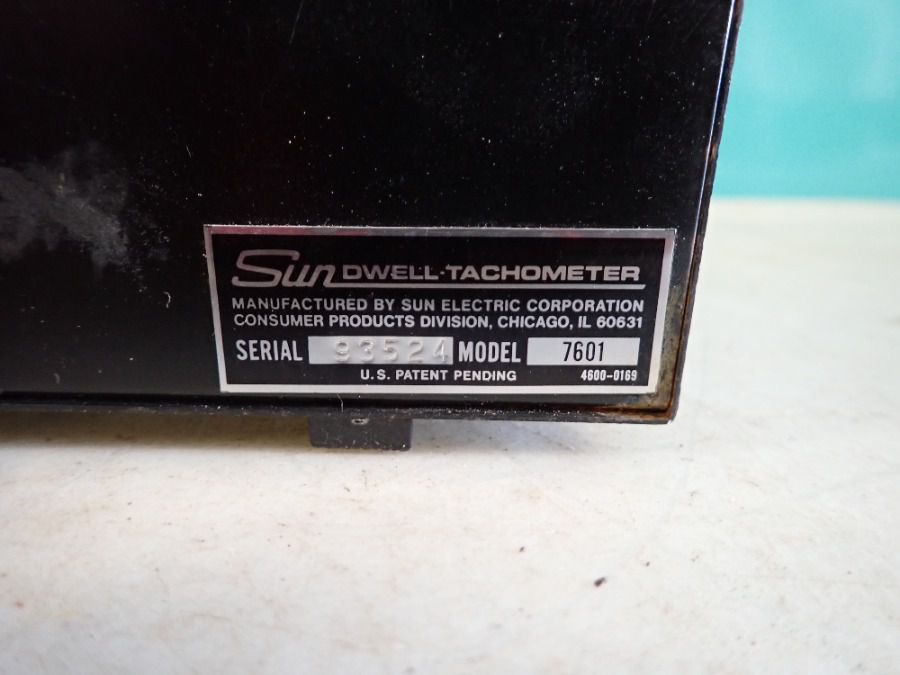 Sun DWELL-TACHOMETER
MANUFACTURED BY SUN ELECTRIC CORPORATION
CONSUMER PRODUCTS DIVISION, CHICAGO, IL 60631
SERIAL 93524 MODEL 7601
U.S. PATENT PENDING 4600-0169